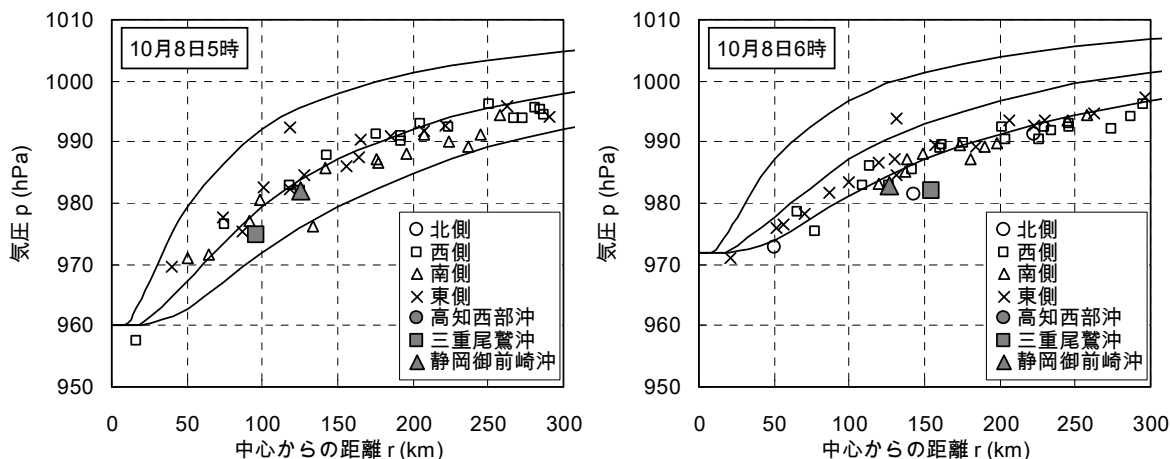 10月8日5時
気圧 p (hPa)
1010
1000
990
980
970
960
950
0 50 100 150 200 250 300
中心からの距離 r (km)
北側
西側
南側
東側
高知西部沖
三重尾鷲沖
静岡御前崎沖
10月8日6時
気圧 p (hPa)
1010
1000
990
980
970
960
950
0 50 100 150 200 250 300
中心からの距離 r (km)
北側
西側
南側
東側
高知西部沖
三重尾鷲沖
静岡御前崎沖